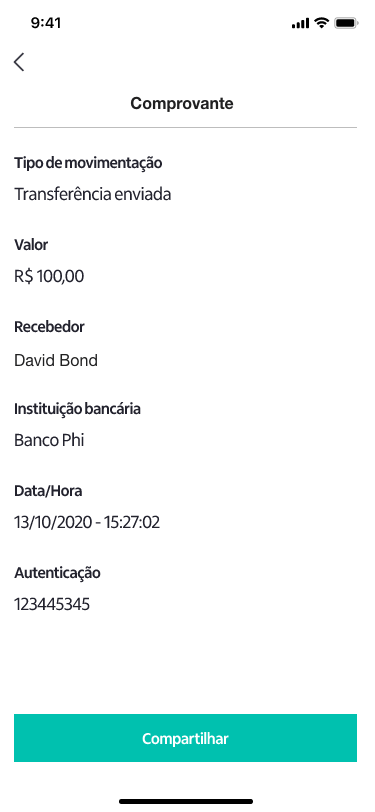 9:41
Comprovante
Tipo de movimentação
Transferência enviada
Valor
R$ 100,00
Recebedor
David Bond
Instituição bancária
Banco Phi
Data/Hora
13/10/2020 - 15:27:02
Autenticação
123445345
Compartilhar